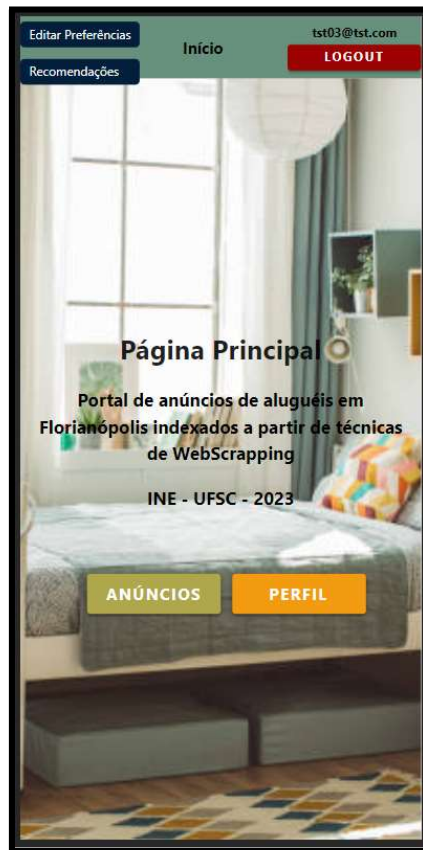 Editar Preferências
Recomendações
Início
tst03@tst.com
LOGOUT
Página Principal
Portal de anúncios de aluguéis em
Florianópolis indexados a partir de técnicas
de WebScrapping
INE - UFSC - 2023
ANÚNCIOS
PERFIL